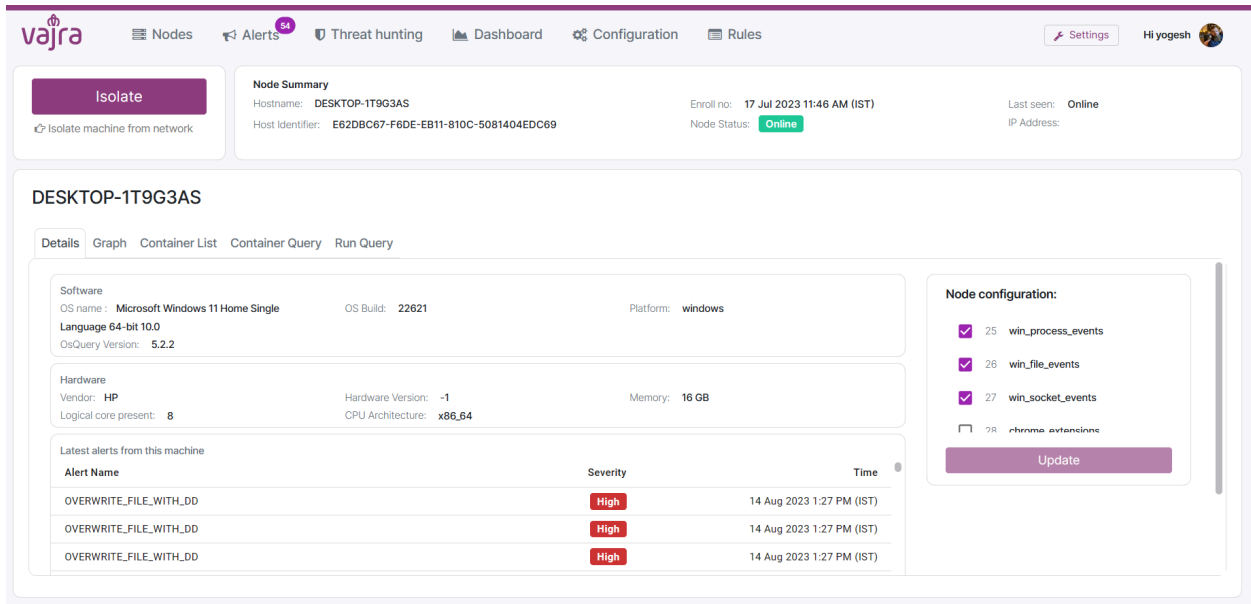 vajra
Nodes
Alerts
54
Threat hunting
Dashboard
Configuration
Rules
Settings
Hi yogesh
Isolate
Isolate machine from network
Node Summary
Hostname: DESKTOP-1T9G3AS
Host Identifier: E62DBC67-F6DE-EB11-810C-5081404EDC69
Enroll no: 17 Jul 2023 11:46 AM (IST)
Node Status: Online
Last seen: Online
IP Address:
DESKTOP-1T9G3AS
Details Graph Container List Container Query Run Query
Software
OS name : Microsoft Windows 11 Home Single OS Build: 22621 Platform: windows
Language 64-bit 10.0
OsQuery Version: 5.2.2
Hardware
Vendor: HP Hardware Version: -1 Memory: 16 GB
Logical core present: 8 CPU Architecture: x86_64
Latest alerts from this machine
Alert Name Severity Time
OVERWRITE_FILE_WITH_DD High 14 Aug 2023 1:27 PM (IST)
OVERWRITE_FILE_WITH_DD High 14 Aug 2023 1:27 PM (IST)
OVERWRITE_FILE_WITH_DD High 14 Aug 2023 1:27 PM (IST)
Node configuration:
25 win_process_events
26 win_file_events
27 win_socket_events
28 chrome_extensions
Update